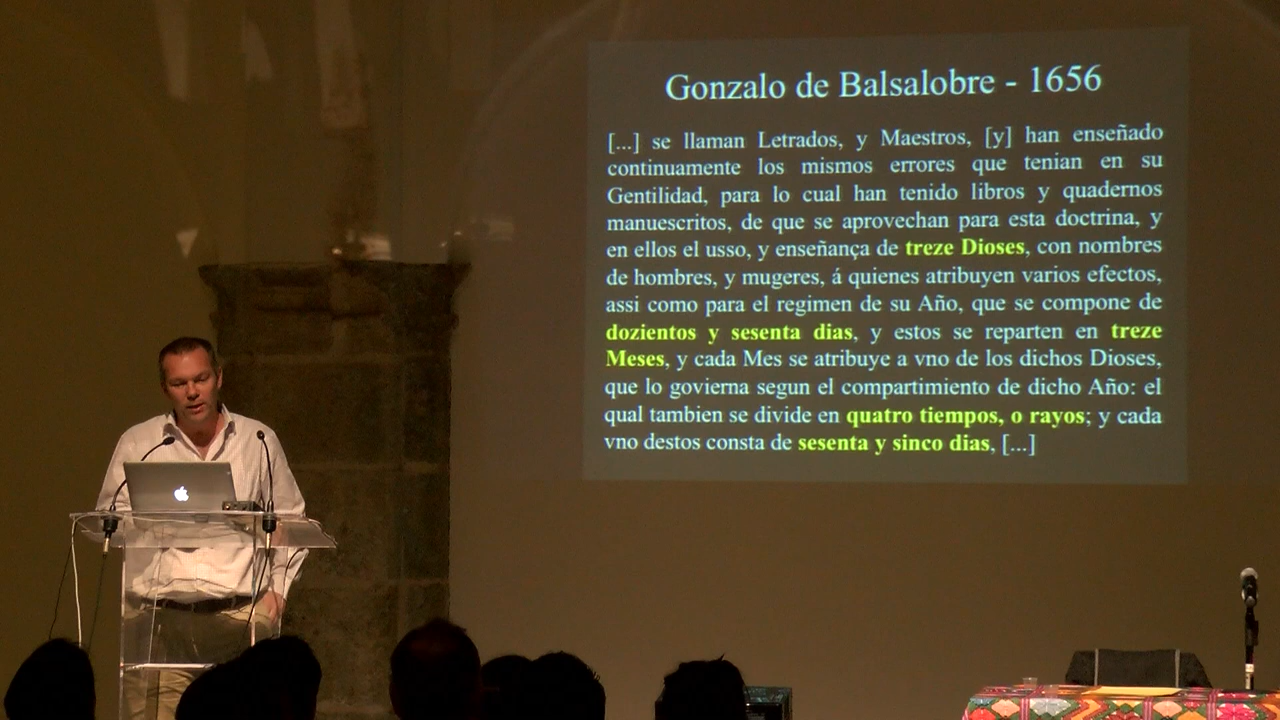 Gonzalo de Balsalobre - 1656
[...] se llaman Letrados, y Maestros, [y] han enseñado
continuamente los mismos errores que tenian en su
Gentilidad, para lo cual han tenido libros y quadernos
manuescritos, de que se aprovechan para esta doctrina, y
en ellos el usso, y enseñança de treze Dioses, con nombres
de hombres, y mugeres, á quienes atribuyen varios efectos,
assi como para el regimen de su Año, que se compone de
dozientos y sesenta dias, y estos se reparten en treze
Meses, y cada Mes se atribuye a vno de los dichos Dioses,
que lo govierna segun el compartimiento de dicho Año: el
qual tambien se divide en quatro tiempos, o rayos; y cada
vno destos consta de sesenta y sinco dias, [...]